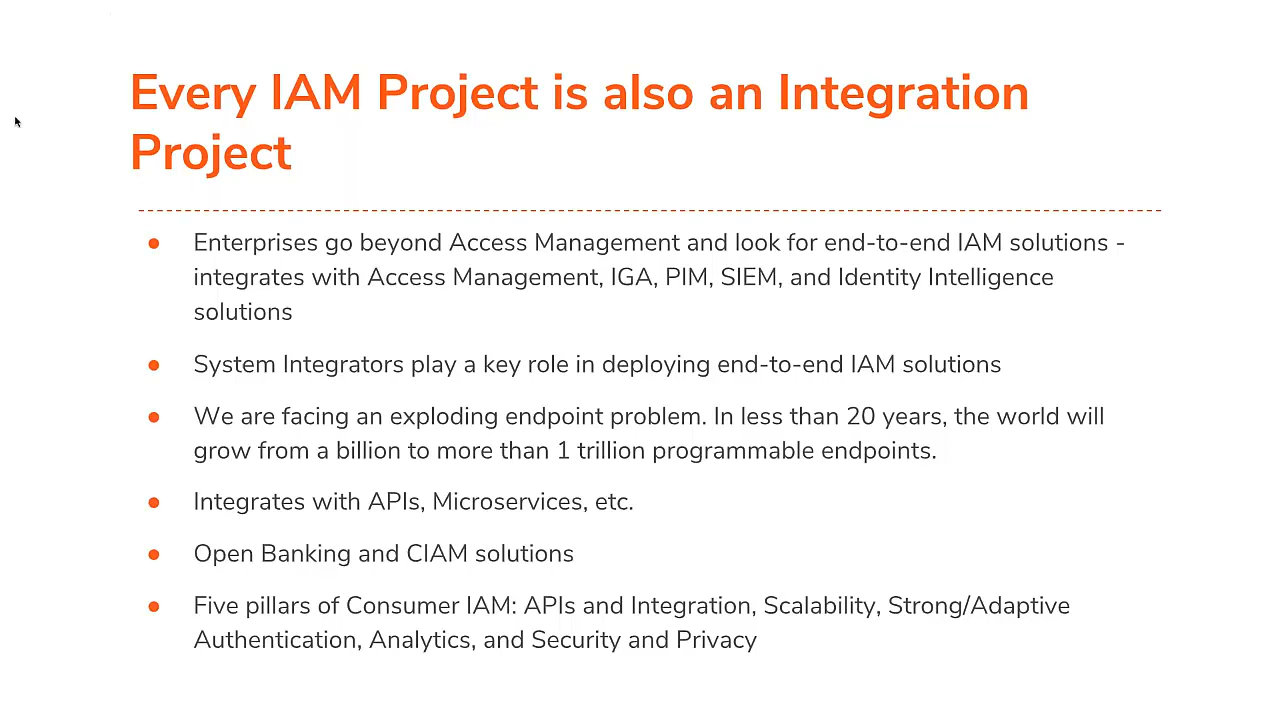 Every IAM Project is also an Integration
Project
● Enterprises go beyond Access Management and look for end-to-end IAM solutions -
integrates with Access Management, IGA, PIM, SIEM, and Identity Intelligence
solutions
● System Integrators play a key role in deploying end-to-end IAM solutions
● We are facing an exploding endpoint problem. In less than 20 years, the world will
grow from a billion to more than 1 trillion programmable endpoints.
● Integrates with APIs, Microservices, etc.
● Open Banking and CIAM solutions
● Five pillars of Consumer IAM: APIs and Integration, Scalability, Strong/Adaptive
Authentication, Analytics, and Security and Privacy